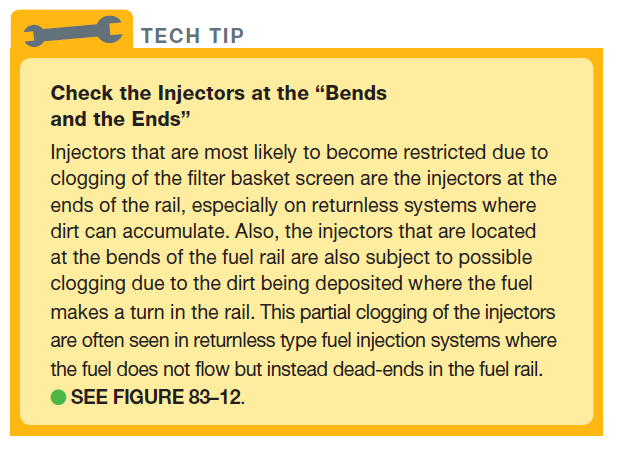 TECH TIP
Check the Injectors at the “Bends
and the Ends”
Injectors that are most likely to become restricted due to
clogging of the filter basket screen are the injectors at the
ends of the rail, especially on returnless systems where
dirt can accumulate. Also, the injectors that are located
at the bends of the fuel rail are also subject to possible
clogging due to the dirt being deposited where the fuel
makes a turn in the rail. This partial clogging of the injectors
are often seen in returnless type fuel injection systems where
the fuel does not flow but instead dead-ends in the fuel rail.
SEE FIGURE 83–12.